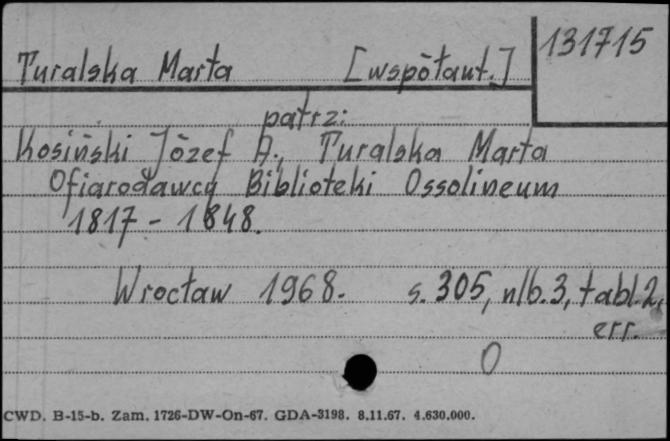 Turalska Marta [współaut.] 131715
patrz:
Kosiński Józef A., Turalska Marta
Ofiarodawcy Biblioteki Ossolineum
1817 - 1848.
Wrocław 1968. s. 305, nlb. 3, tabl. 2,
err.
0
CWD. B-15-b. Zam. 1726-DW-On-67. GDA-3198. 8.11.67. 4.630.000.